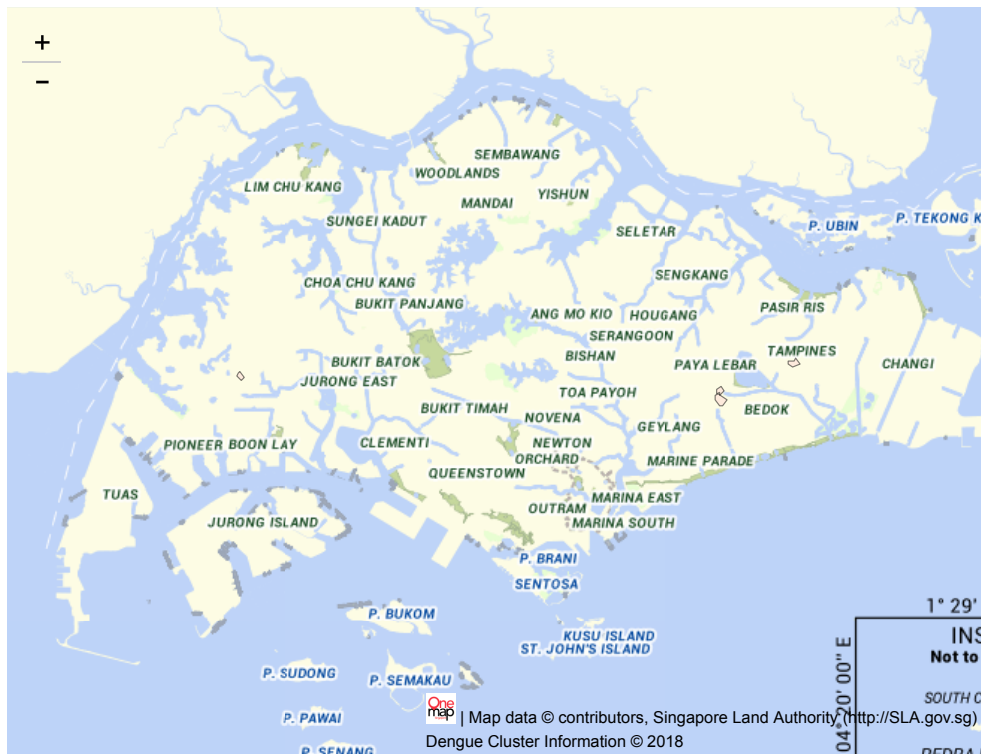 +
−
SEMBAWANG
WOODLANDS
LIM CHU KANG
YISHUN
MANDAI
SUNGEI KADUT
SELETAR
P. UBIN
P. TEKONG K
SENGKANG
CHOA CHU KANG
BUKIT PANJANG
ANG MO KIO
HOUGANG
PASIR RIS
SERANGOON
BISHAN
TAMPINES
BUKIT BATOK
PAYA LEBAR
CHANGI
JURONG EAST
TOA PAYOH
BUKIT TIMAH
NOVENA
BEDOK
GEYLANG
PIONEER BOON LAY
CLEMENTI
NEWTON
ORCHARD
MARINE PARADE
QUEENSTOWN
TUAS
MARINA EAST
OUTRAM
JURONG ISLAND
MARINA SOUTH
P. BRANI
SENTOSA
P. BUKOM
KUSU ISLAND
ST. JOHN'S ISLAND
P. SUDONG
P. SEMAKAU
P. PAWAI
P. SENANG
1° 29'
INS
Not to
SOUTH C
PEDRA
04° 20' 00" E
One map | Map data © contributors, Singapore Land Authority (http://SLA.gov.sg)
Dengue Cluster Information © 2018